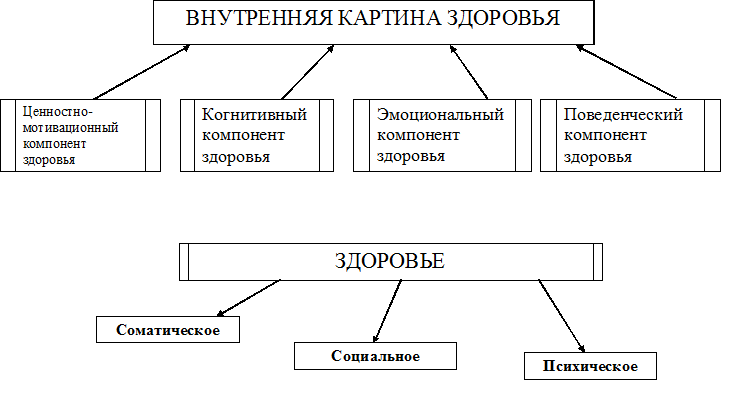 ВНУТРЕННЯЯ КАРТИНА ЗДОРОВЬЯ
Ценностно-
мотивационный
компонент
здоровья
Когнитивный
компонент
здоровья
Эмоциональный
компонент
здоровья
Поведенческий
компонент
здоровья
ЗДОРОВЬЕ
Соматическое
Социальное
Психическое